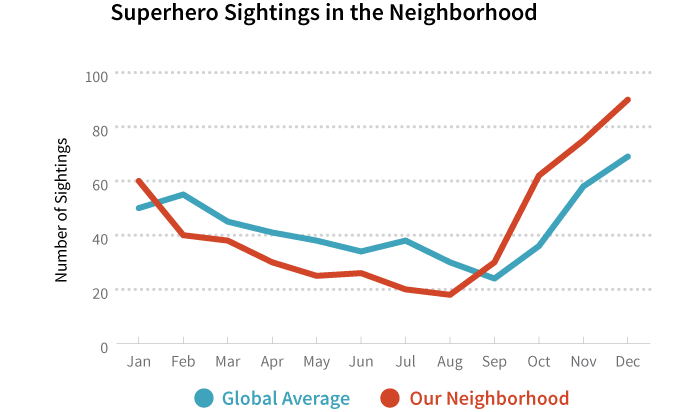 Superhero Sightings in the Neighborhood
Number of Sightings
100
80
60
40
20
0
Jan Feb Mar Apr May Jun Jul Aug Sep Oct Nov Dec
Global Average Our Neighborhood